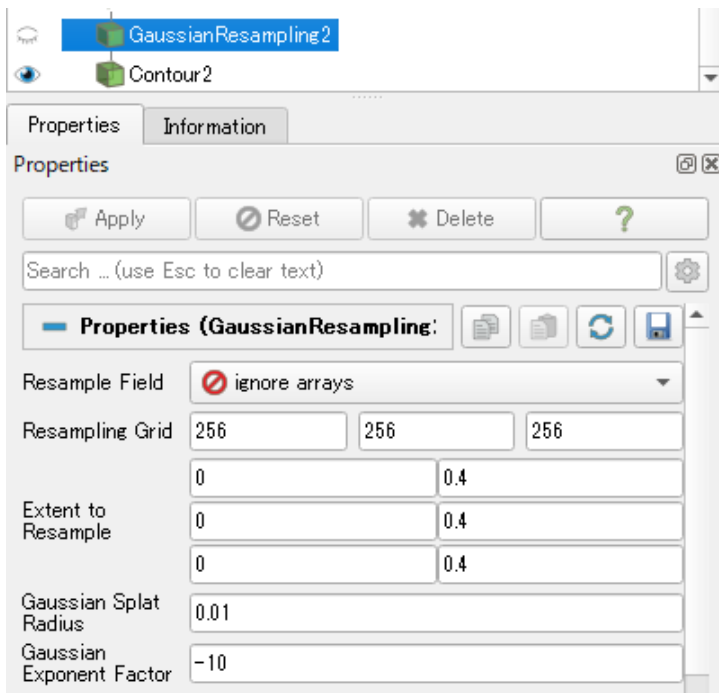 GaussianResampling2
Contour2
Properties
Information
Properties
Apply
Reset
Delete
?
Search ... (use Esc to clear text)
Properties (GaussianResampling:
Resample Field
ignore arrays
Resampling Grid
256
256
256
Extent to
Resample
0
0.4
0
0.4
0
0.4
Gaussian Splat
Radius
0.01
Gaussian
Exponent Factor
-10